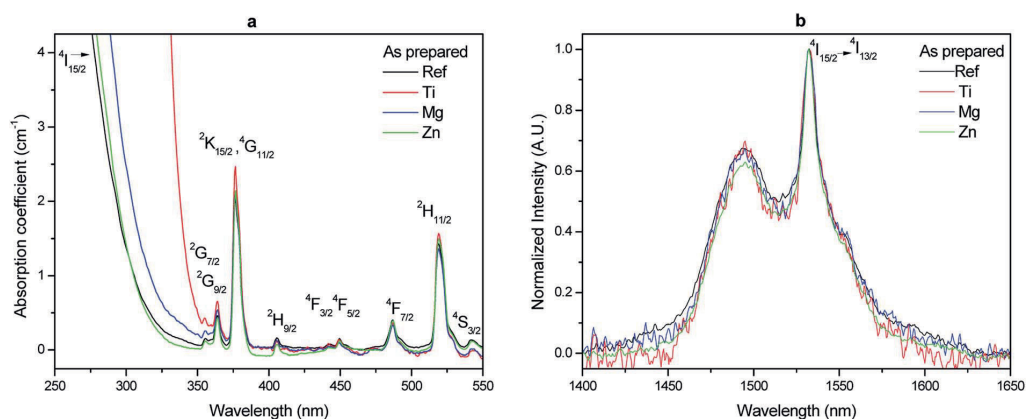 a
⁴I₁₅/₂
As prepared
Ref
Ti
Mg
Zn
²K₁₅/₂ , ⁴G₁₁/₂
²G₇/₂
²G₉/₂
²H₉/₂
⁴F₃/₂ ⁴F₅/₂
⁴F₇/₂
²H₁₁/₂
⁴S₃/₂
Absorption coefficient (cm⁻¹)
4
3
2
1
0
250 300 350 400 450 500 550
Wavelength (nm)
b
⁴I₁₅/₂→⁴I₁₃/₂
As prepared
Ref
Ti
Mg
Zn
Normalized Intensity (A.U.)
1.0
0.8
0.6
0.4
0.2
0.0
1400 1450 1500 1550 1600 1650
Wavelength (nm)